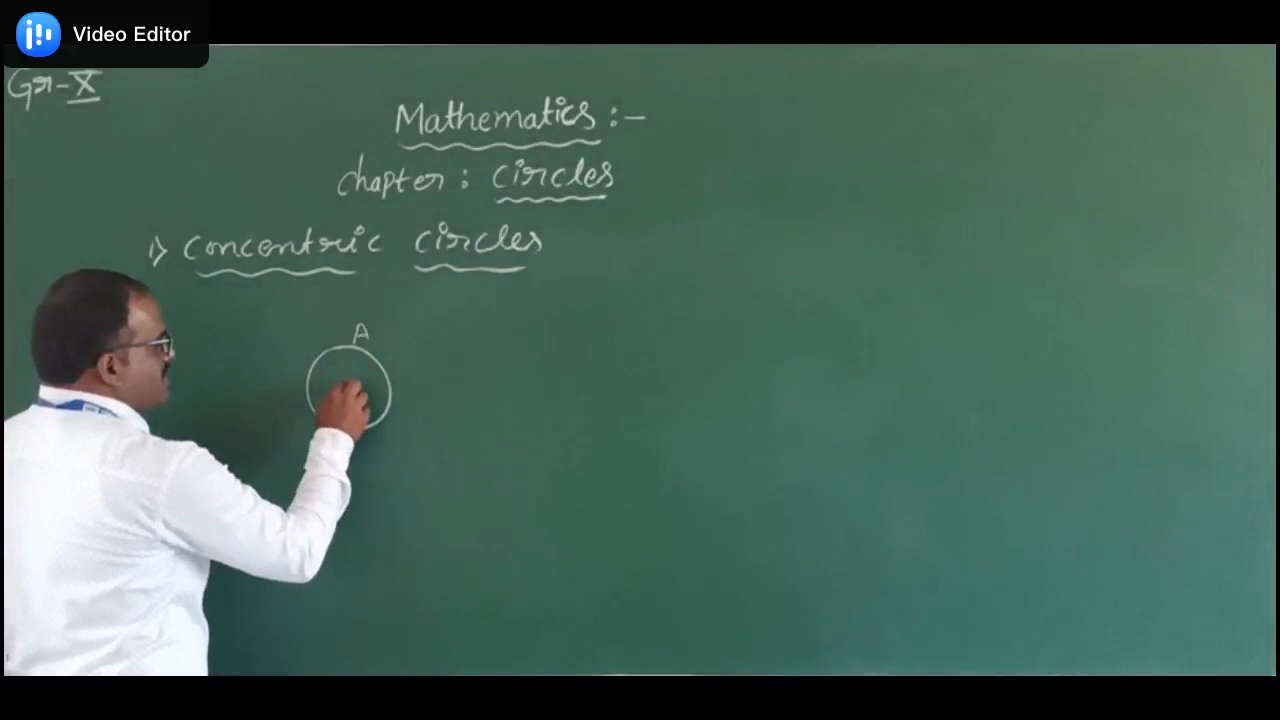 Video Editor
Gr-X
Mathematics :-
chapter : circles
1) concentric circles
A